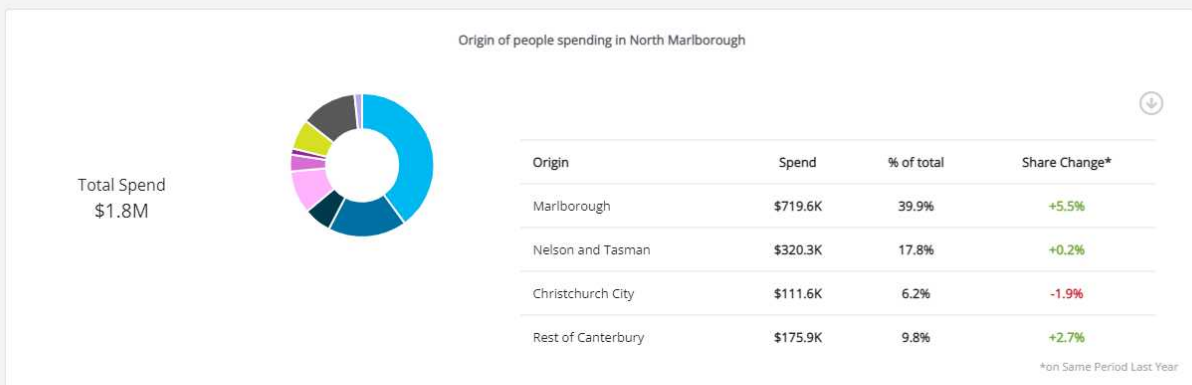 Origin of people spending in North Marlborough
Total Spend
$1.8M
Origin Spend % of total Share Change*
Marlborough $719.6K 39.9% +5.5%
Nelson and Tasman $320.3K 17.8% +0.2%
Christchurch City $111.6K 6.2% -1.9%
Rest of Canterbury $175.9K 9.8% +2.7%
*on Same Period Last Year